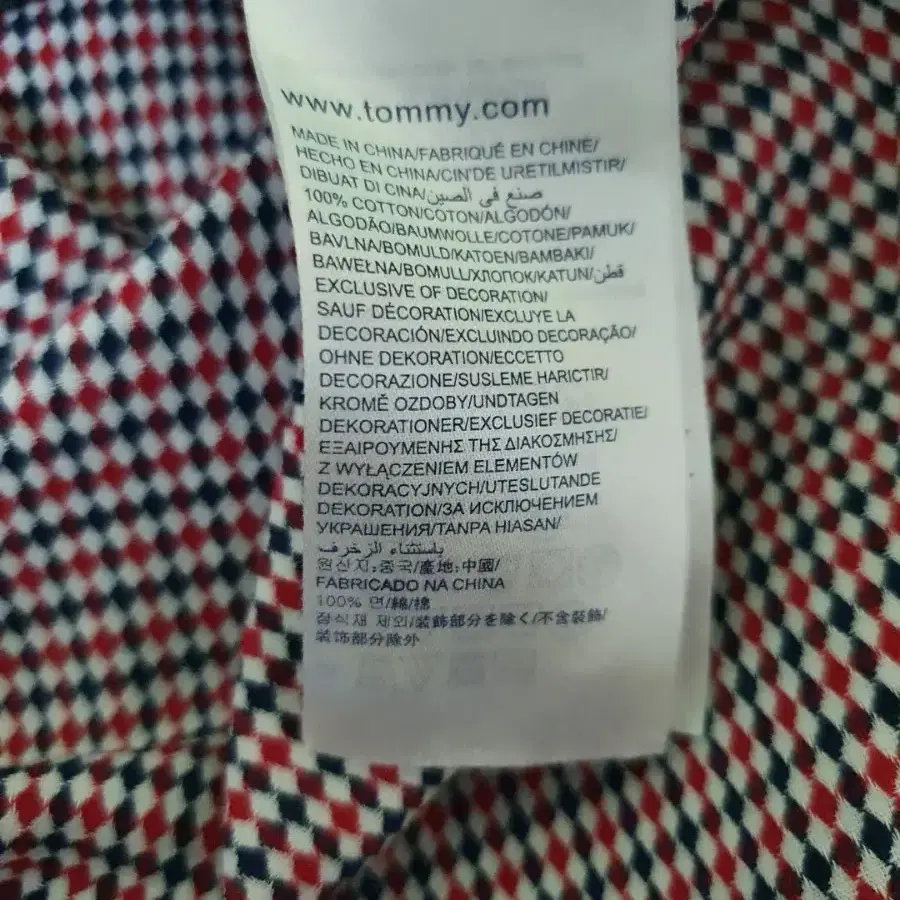 www.tommy.com
MADE IN CHINA/FABRIQUÉ EN CHINE/
HECHO EN CHINA/CIN'DE URETILMISTIR/
DIBUAT DI CINA/صنع في الصين
100% COTTON/COTON/ALGODÓN/
ALGODÃO/BAUMWOLLE/COTONE/PAMUK/
BAVLNA/BOMULD/KATOEN/BAMBAKI/
BAWEŁNA/BOMULL/ХЛОПОК/KATUN/قطن
EXCLUSIVE OF DECORATION/
SAUF DÉCORATION/EXCLUYE LA
DECORACIÓN/EXCLUINDO DECORAÇÃO/
OHNE DEKORATION/ECCETTO
DECORAZIONE/SUSLEME HARICTIR/
KROMĚ OZDOBY/UNDTAGEN
DEKORATIONER/EXCLUSIEF DECORATIE/
ΕΞΑΙΡΟΥΜΕΝΗΣ ΤΗΣ ΔΙΑΚΟΣΜΗΣΗΣ/
Z WYŁĄCZENIEM ELEMENTÓW
DEKORACYJNYCH/UTESLUTANDE
DEKORATION/ЗА ИСКЛЮЧЕНИЕМ
УКРАШЕНИЯ/TANPA HIASAN/
باستثناء الزخرف
원산지:중국/產地:中國/
FABRICADO NA CHINA
100% 면/綿/棉
장식재 제외/装飾部分を除く/不含装飾/
装饰部分除外